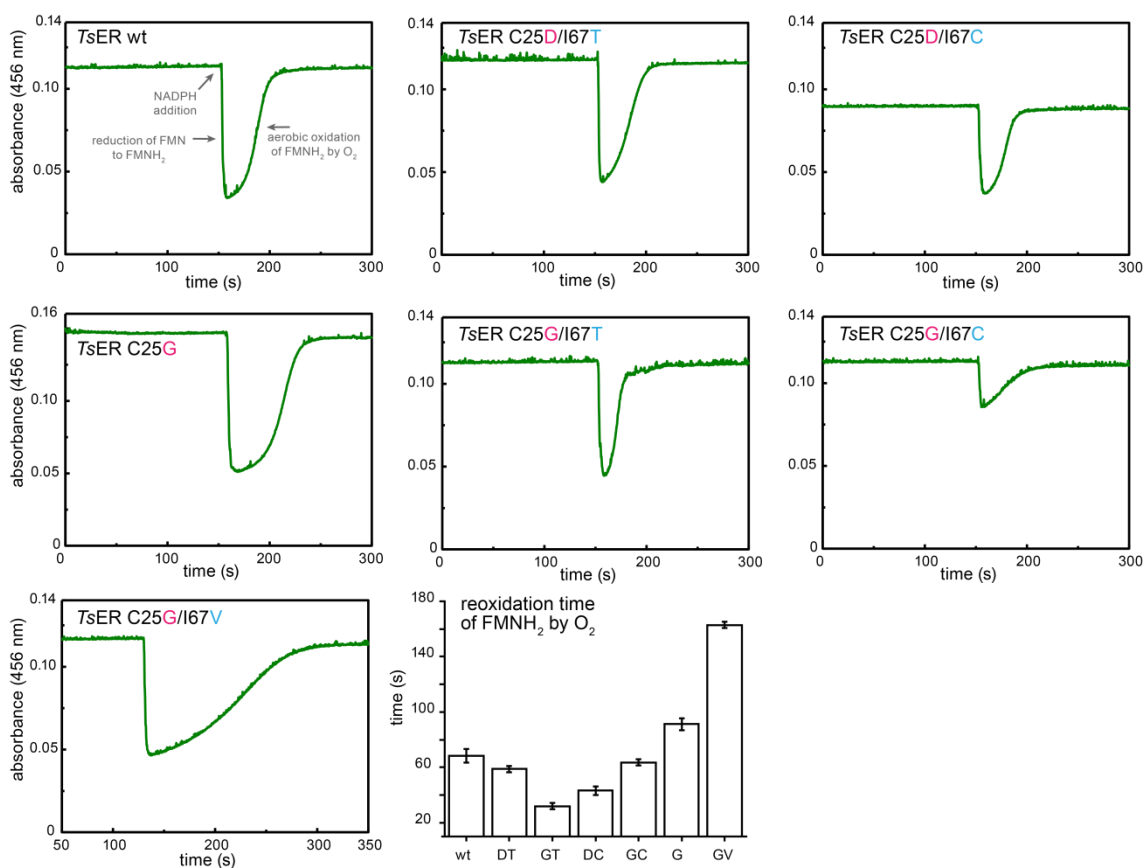 TsER wt
0.14
0.10
0.05
0
absorbance (456 nm)
NADPH
addition
reduction of FMN
to FMNH₂
aerobic oxidation
of FMNH₂ by O₂
0
100
200
300
time (s)
TsER C25D/I67T
0.14
0.10
0.05
0
0
100
200
300
time (s)
TsER C25D/I67C
0.14
0.10
0.05
0
0
100
200
300
time (s)
TsER C25G
0.16
0.10
0.05
0
absorbance (456 nm)
0
100
200
300
time (s)
TsER C25G/I67T
0.14
0.10
0.05
0
0
100
200
300
time (s)
TsER C25G/I67C
0.14
0.10
0.05
0
0
100
200
300
time (s)
TsER C25G/I67V
0.14
0.10
0.05
0
absorbance (456 nm)
50
100
200
300
350
time (s)
reoxidation time
of FMNH₂ by O₂
180
140
100
60
20
time (s)
wt
DT
GT
DC
GC
G
GV